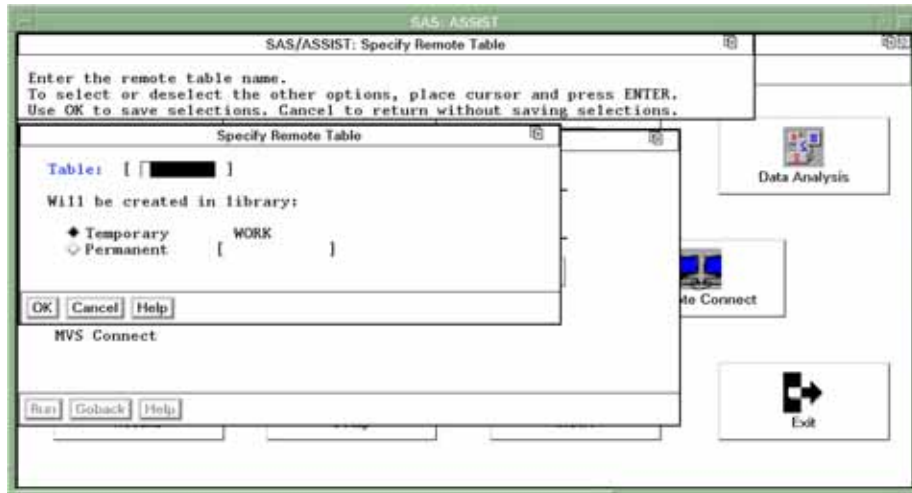 SAS: ASSIST
SAS/ASSIST: Specify Remote Table
Enter the remote table name.
To select or deselect the other options, place cursor and press ENTER.
Use OK to save selections. Cancel to return without saving selections.
Specify Remote Table
Table: [ ]
Will be created in library:
Temporary WORK
Permanent [ ]
OK Cancel Help
MVS Connect
Run Goback Help
Data Analysis
Connect
Exit